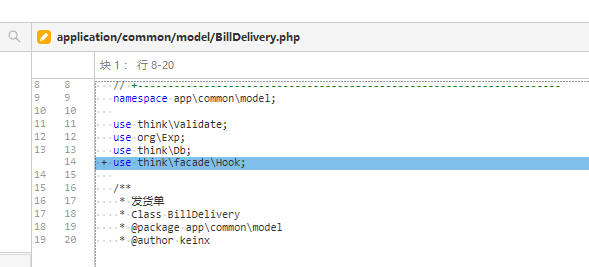 application/common/model/BillDelivery.php
块 1： 行 8-20
8 8 // +----------------------------------------------------------------------
9 9 namespace app\common\model;
10 10
11 11 use think\Validate;
12 12 use org\Exp;
13 13 use think\Db;
14 + use think\facade\Hook;
14 15
15 16 /**
16 17 * 发货单
17 18 * Class BillDelivery
18 19 * @package app\common\model
19 20 * @author keinx